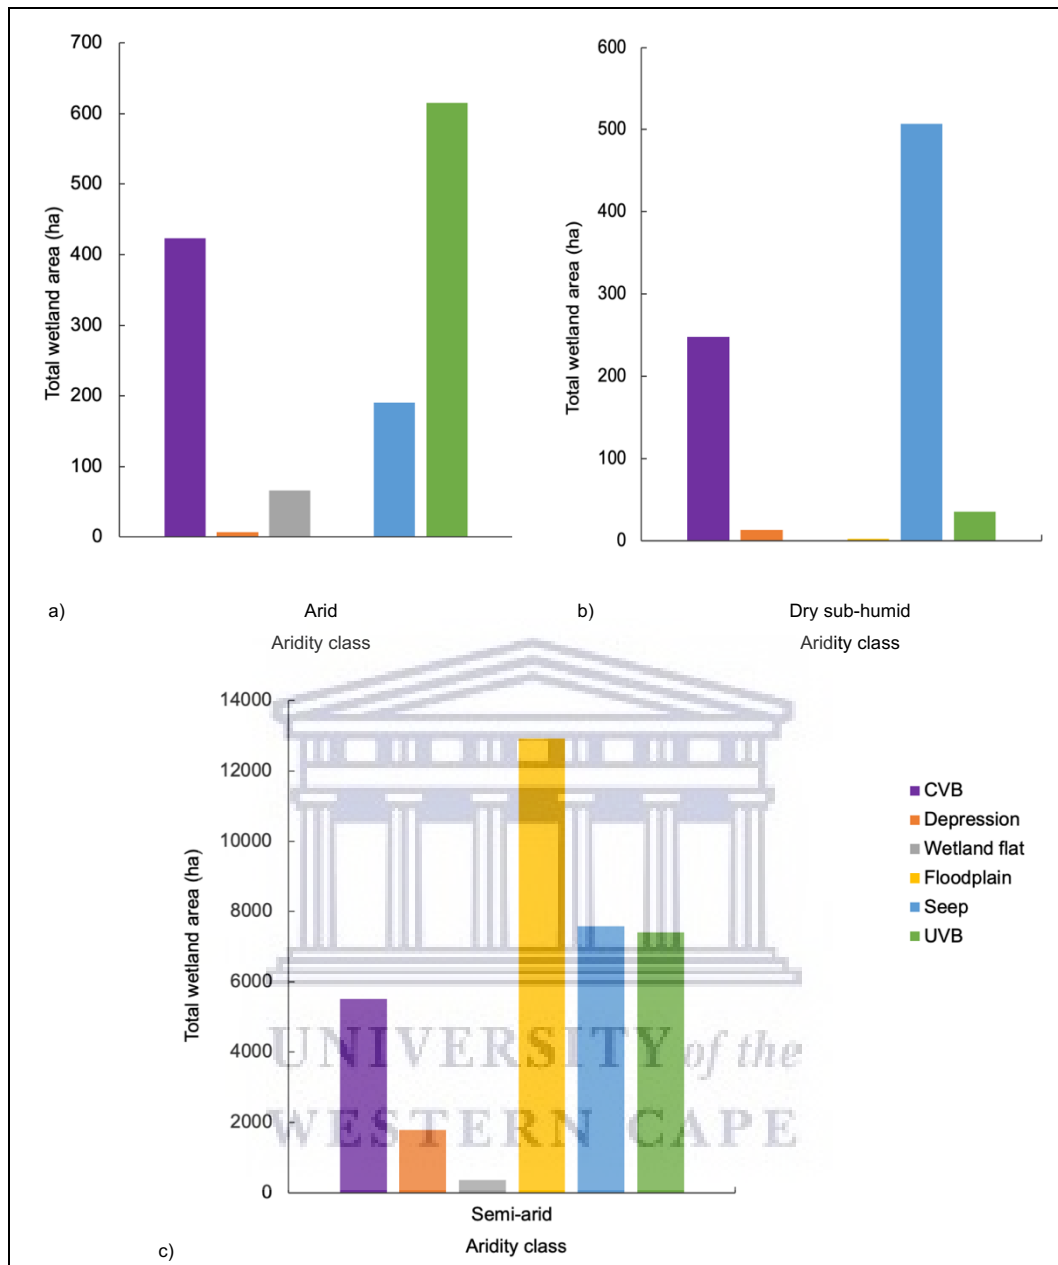 700
600
500
400
300
200
100
0
Total wetland area (ha)
a)
Arid
Aridity class
600
500
400
300
200
100
0
Total wetland area (ha)
b)
Dry sub-humid
Aridity class
14000
12000
10000
8000
6000
4000
2000
0
Total wetland area (ha)
Semi-arid
Aridity class
c)
CVB
Depression
Wetland flat
Floodplain
Seep
UVB
UNIVERSITY of the
WESTERN CAPE